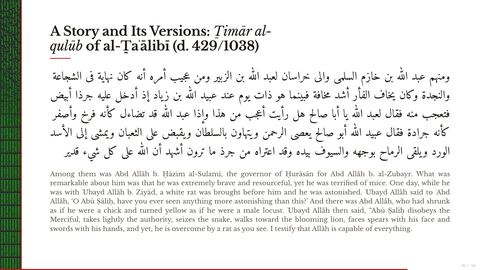 A Story and Its Versions: Ṯimār al-
qulūb of al-Ṯaʿālibī (d. 429/1038)
ومنهم عبد الله بن خازم السلمى والى خراسان لعبد الله بن الزبير ومن عجيب أمره أنه كان نهاية فى الشجاعة
والنجدة وكان يخاف الفأر أشد مخافة فبينما هو ذات يوم عند عبيد الله بن زياد إذ أدخل عليه جرذا أبيض
فتعجب منه فقال لعبد الله يا أبا صالح هل رأيت أعجب من هذا وإذا عبد الله قد تضاءل كأنه فرخ وأصفر
كأنه جرادة فقال عبيد الله أبو صالح يعصى الرحمن ويتهاون بالسلطان ويقبض على الثعبان ويمشى إلى الأسد
الورد ويلقى الرماح بوجهه والسيوف بيده وقد اعتراه من جرذ ما ترون أشهد أن الله على كل شىء قدير
Among them was Abd Allāh b. Ḫāzim al-Sulami, the governor of Ḫurāsān for Abd Allāh b. al-Zubayr. What was
remarkable about him was that he was extremely brave and resourceful, yet he was terrified of mice. One day, while he
was with Ubayd Allāh b. Ziyād, a white rat was brought before him and he was astonished. Ubayd Allāh said to Abd
Allāh, 'O Abū Ṣāliḥ, have you ever seen anything more astonishing than this?' And there was Abd Allāh, who had shrunk
as if he were a chick and turned yellow as if he were a male locust. Ubayd Allāh then said, "Abū Ṣāliḥ disobeys the
Merciful, takes lightly the authority, seizes the snake, walks toward the blooming lion, faces spears with his face and
swords with his hands, and yet, he is overcome by a rat as you see. I testify that Allāh is capable of everything.